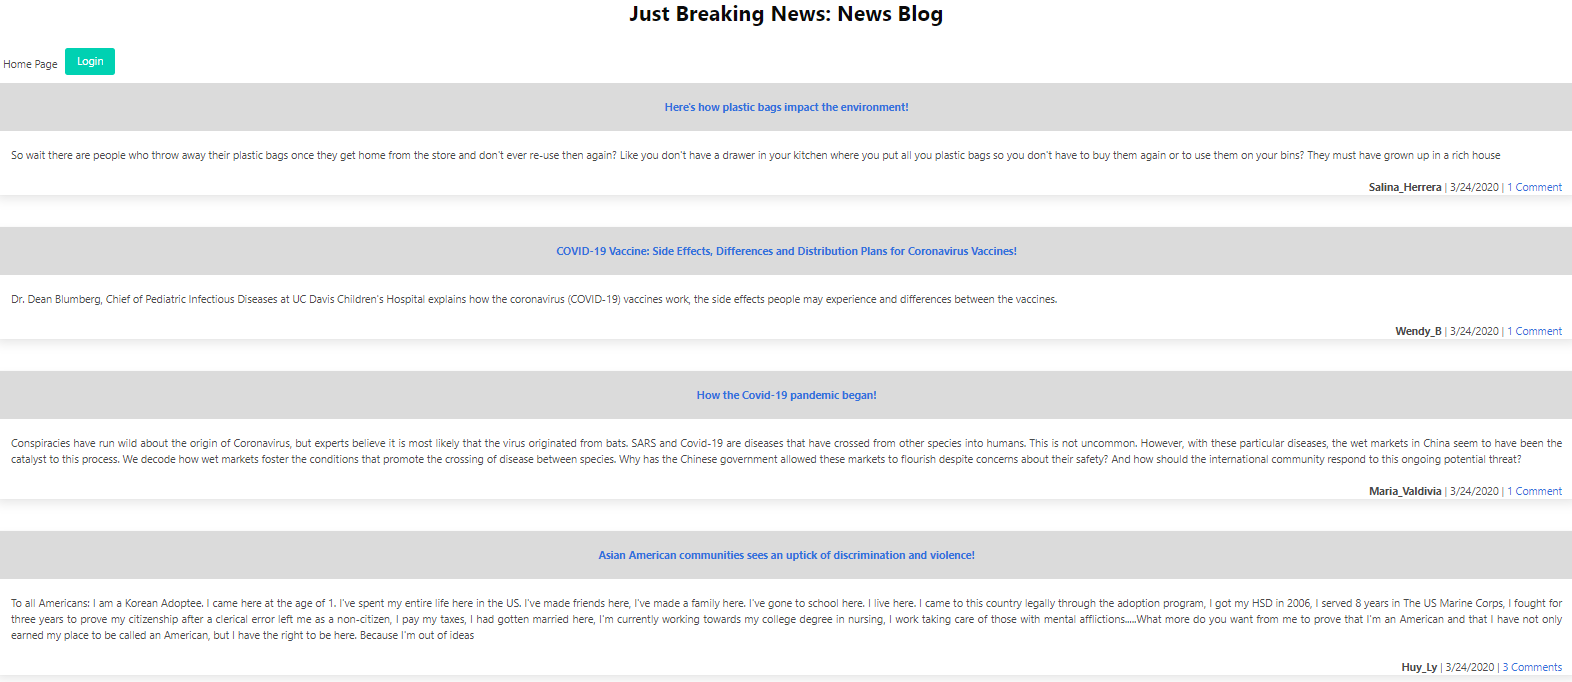 Just Breaking News: News Blog
Home Page Login
Here's how plastic bags impact the environment!
So wait there are people who throw away their plastic bags once they get home from the store and don't ever re-use then again? Like you don't have a drawer in your kitchen where you put all you plastic bags so you don't have to buy them again or to use them on your bins? They must have grown up in a rich house
Salina_Herrera | 3/24/2020 | 1 Comment
COVID-19 Vaccine: Side Effects, Differences and Distribution Plans for Coronavirus Vaccines!
Dr. Dean Blumberg, Chief of Pediatric Infectious Diseases at UC Davis Children's Hospital explains how the coronavirus (COVID-19) vaccines work, the side effects people may experience and differences between the vaccines.
Wendy_B | 3/24/2020 | 1 Comment
How the Covid-19 pandemic began!
Conspiracies have run wild about the origin of Coronavirus, but experts believe it is most likely that the virus originated from bats. SARS and Covid-19 are diseases that have crossed from other species into humans. This is not uncommon. However, with these particular diseases, the wet markets in China seem to have been the
catalyst to this process. We decode how wet markets foster the conditions that promote the crossing of disease between species. Why has the Chinese government allowed these markets to flourish despite concerns about their safety? And how should the international community respond to this ongoing potential threat?
Maria_Valdivia | 3/24/2020 | 1 Comment
Asian American communities sees an uptick of discrimination and violence!
To all Americans: I am a Korean Adoptee. I came here at the age of 1. I've spent my entire life here in the US. I've made friends here, I've made a family here. I've gone to school here. I live here. I came to this country legally through the adoption program, I got my HSD in 2006, I served 8 years in The US Marine Corps, I fought for
three years to prove my citizenship after a clerical error left me as a non-citizen, I pay my taxes, I had gotten married here, I'm currently working towards my college degree in nursing, I work taking care of those with mental afflictions.....What more do you want from me to prove that I'm an American and that I have not only
earned my place to be called an American, but I have the right to be here. Because I'm out of ideas
Huy_Ly | 3/24/2020 | 3 Comments